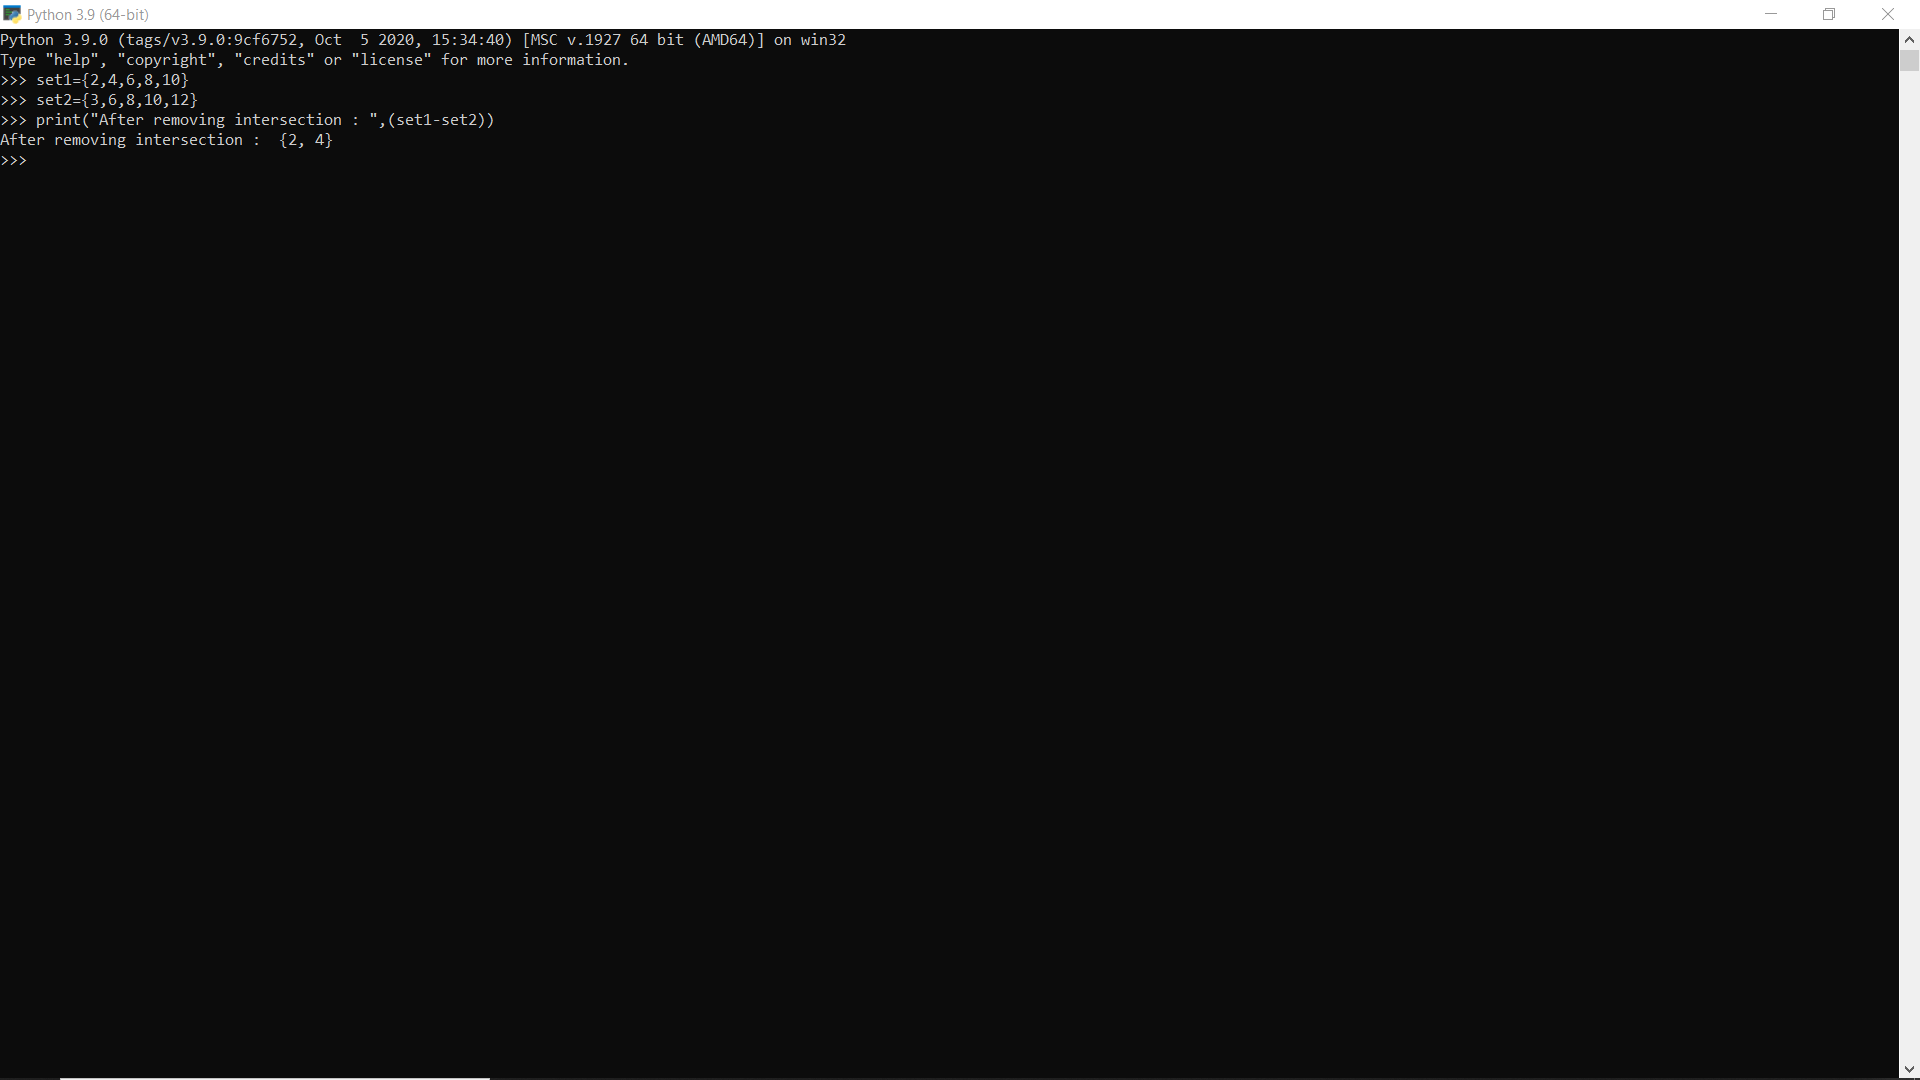 Python 3.9 (64-bit)
Python 3.9.0 (tags/v3.9.0:9cf6752, Oct  5 2020, 15:34:40) [MSC v.1927 64 bit (AMD64)] on win32
Type "help", "copyright", "credits" or "license" for more information.
>>> set1={2,4,6,8,10}
>>> set2={3,6,8,10,12}
>>> print("After removing intersection : ",(set1-set2))
After removing intersection :  {2, 4}
>>>